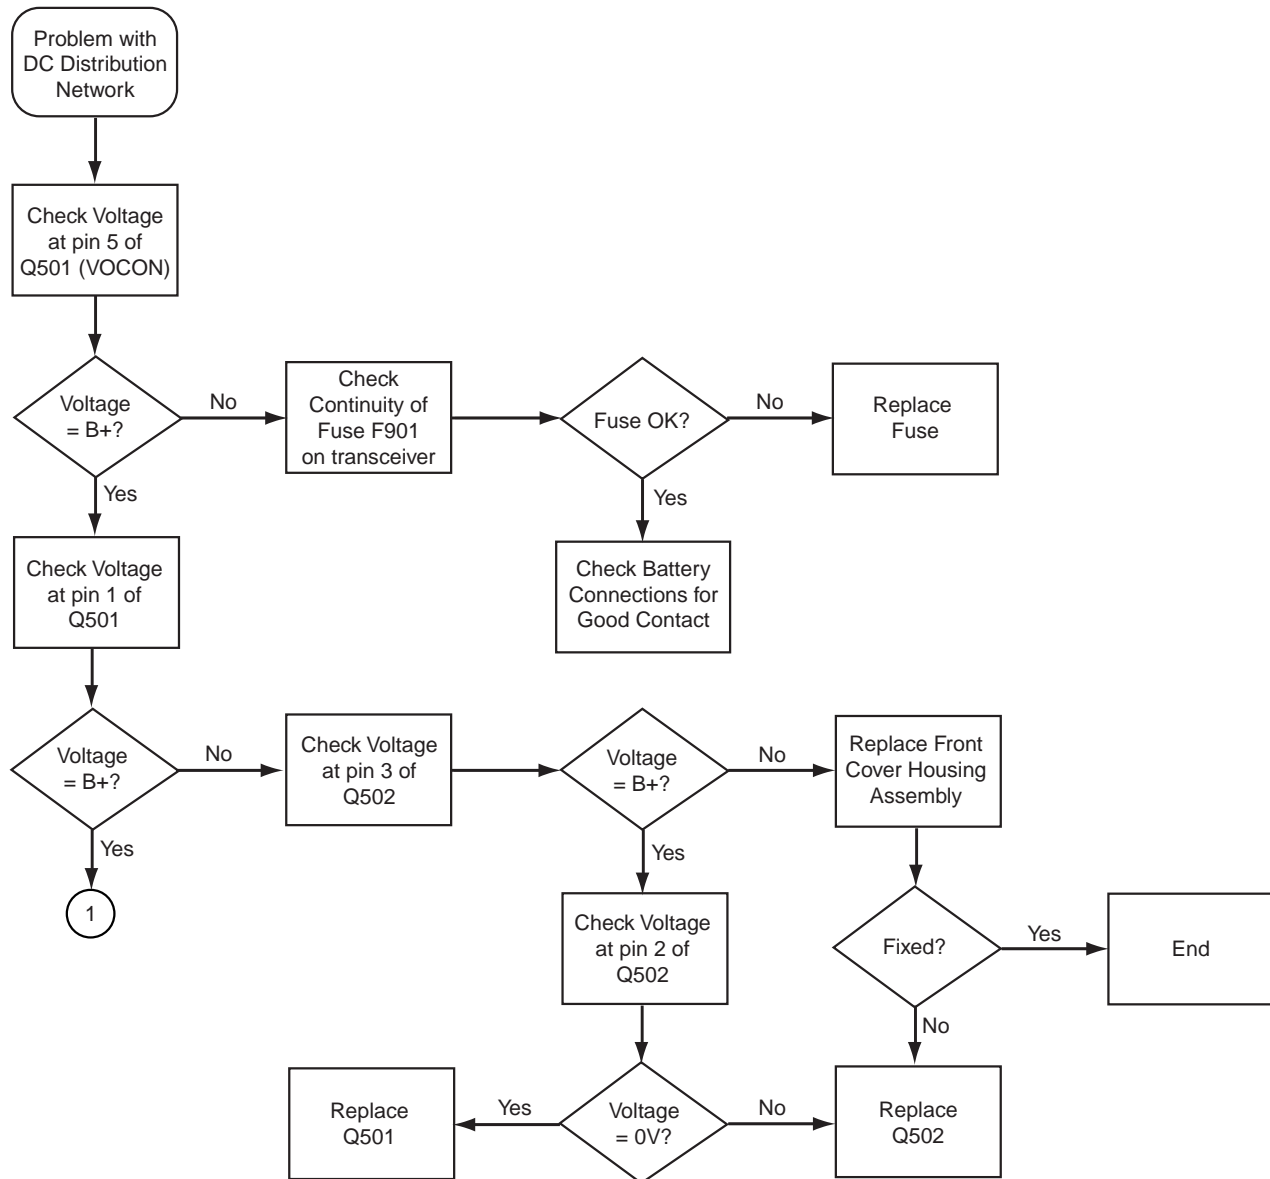 Problem with
DC Distribution
Network
Check Voltage
at pin 5 of
Q501 (VOCON)
Voltage
= B+?
No
Check
Continuity of
Fuse F901
on transceiver
Fuse OK?
No
Replace
Fuse
Yes
Yes
Check Voltage
at pin 1 of
Q501
Check Battery
Connections for
Good Contact
Voltage
= B+?
No
Check Voltage
at pin 3 of
Q502
Voltage
= B+?
No
Replace Front
Cover Housing
Assembly
Yes
Yes
1
Check Voltage
at pin 2 of
Q502
Fixed?
Yes
End
No
Replace
Q501
Yes
Voltage
= 0V?
No
Replace
Q502